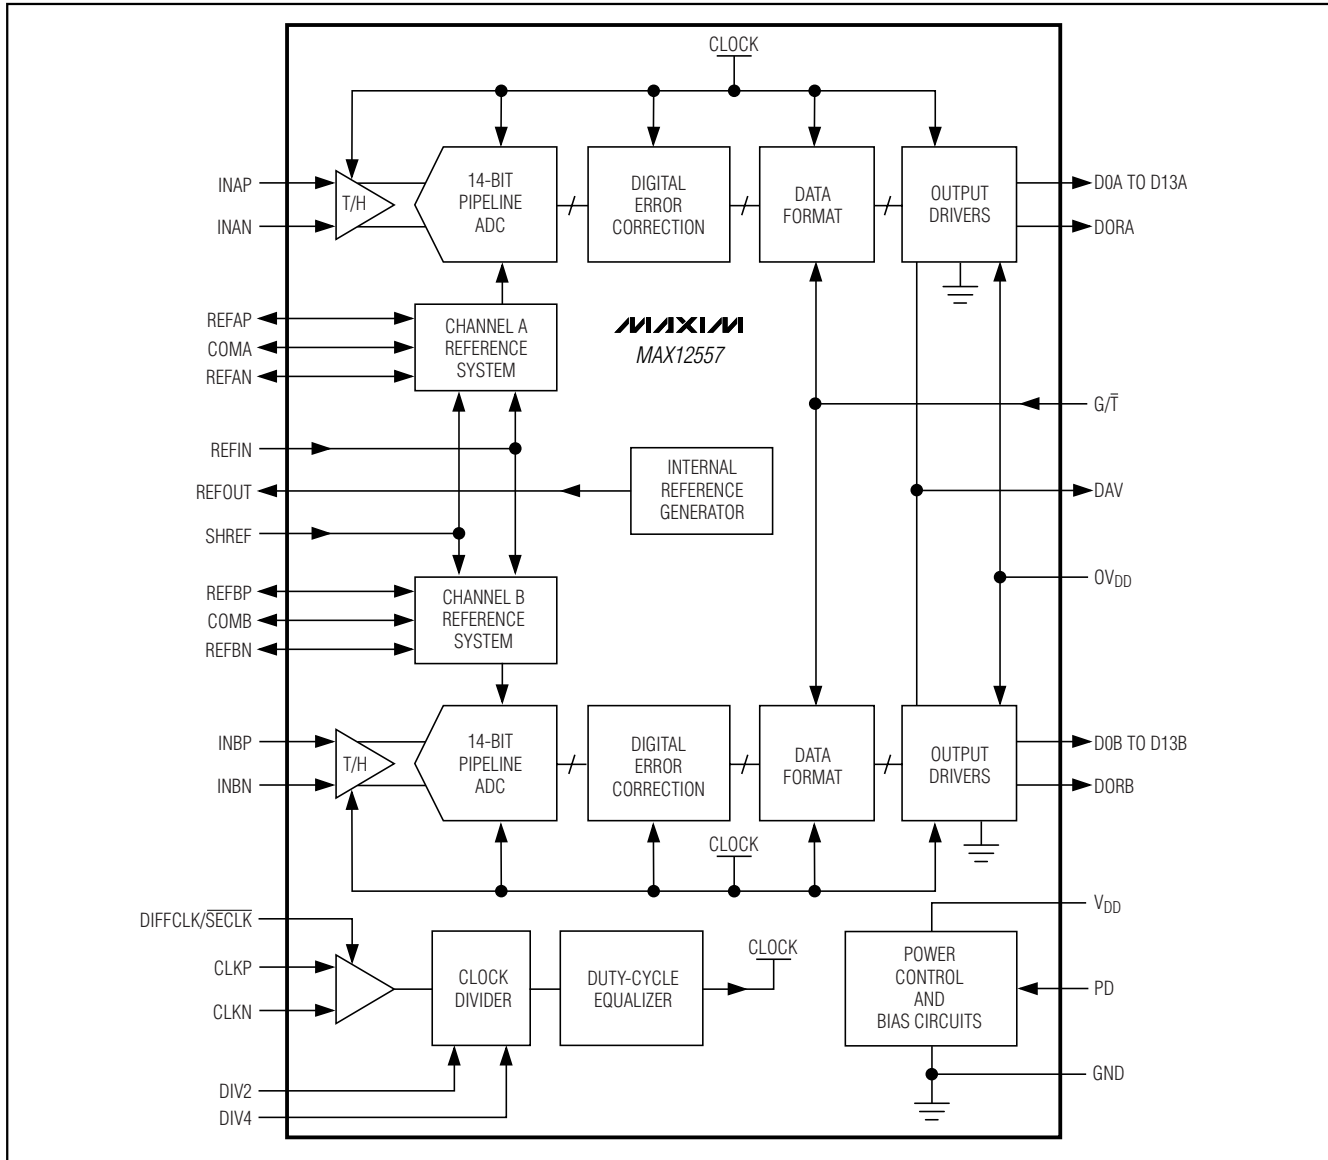 CLOCK
INAP
INAN
T/H
14-BIT
PIPELINE
ADC
DIGITAL
ERROR
CORRECTION
DATA
FORMAT
OUTPUT
DRIVERS
D0A TO D13A
DORA
REFAP
COMA
REFAN
CHANNEL A
REFERENCE
SYSTEM
MAXIM
MAX12557
G/T̅
REFIN
REFOUT
SHREF
INTERNAL
REFERENCE
GENERATOR
DAV
REFBP
COMB
REFBN
CHANNEL B
REFERENCE
SYSTEM
OVDD
INBP
INBN
T/H
14-BIT
PIPELINE
ADC
DIGITAL
ERROR
CORRECTION
DATA
FORMAT
OUTPUT
DRIVERS
D0B TO D13B
DORB
CLOCK
DIFFCLK/S̅E̅C̅L̅K̅
CLKP
CLKN
CLOCK
DIVIDER
DUTY-CYCLE
EQUALIZER
CLOCK
POWER
CONTROL
AND
BIAS CIRCUITS
VDD
PD
GND
DIV2
DIV4